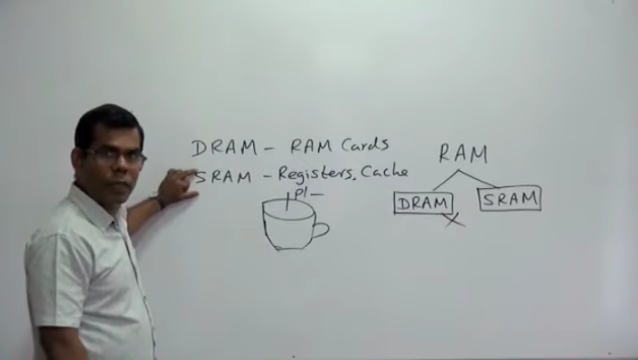 DRAM - RAM Cards
SRAM - Registers, Cache
RAM
DRAM
SRAM